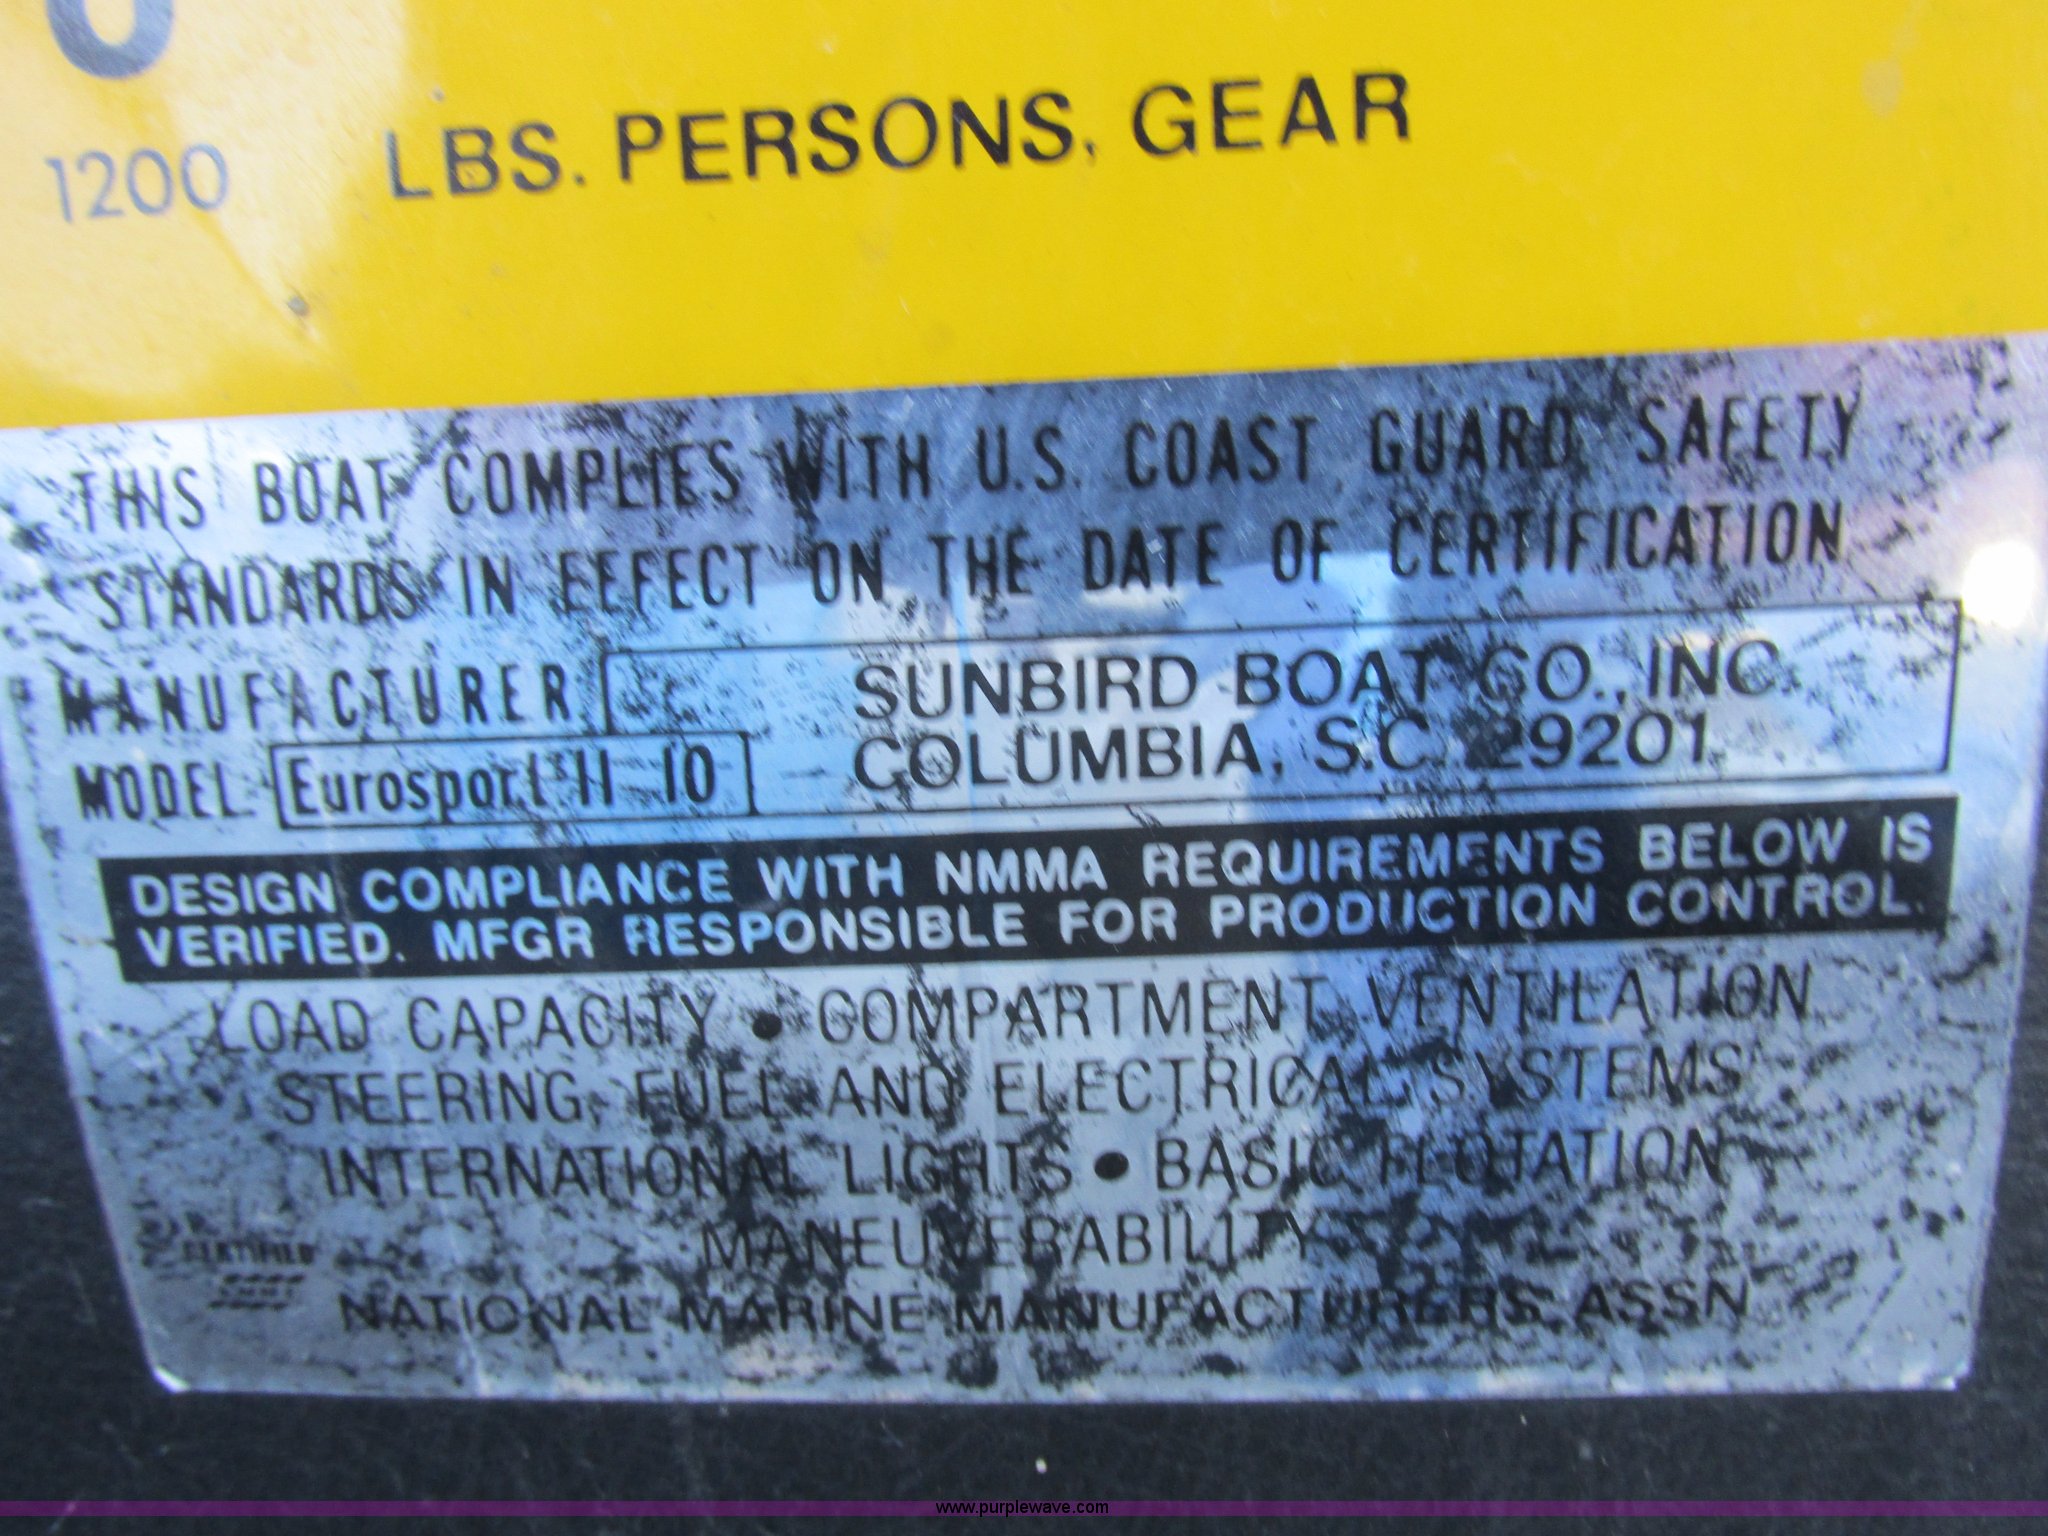 1200 LBS. PERSONS, GEAR
THIS BOAT COMPLIES WITH U.S. COAST GUARD SAFETY
STANDARDS IN EFFECT ON THE DATE OF CERTIFICATION
MANUFACTURER SUNBIRD BOAT CO., INC.
COLUMBIA, S.C. 29201
MODEL Eurosport II IO
DESIGN COMPLIANCE WITH NMMA REQUIREMENTS BELOW IS
VERIFIED. MFGR RESPONSIBLE FOR PRODUCTION CONTROL.
LOAD CAPACITY • COMPARTMENT VENTILATION
STEERING, FUEL AND ELECTRICAL SYSTEMS
INTERNATIONAL LIGHTS • BASIC FLOTATION
MANEUVERABILITY
CERTIFIED
NMMA
NATIONAL MARINE MANUFACTURERS ASSN
www.purplewave.com